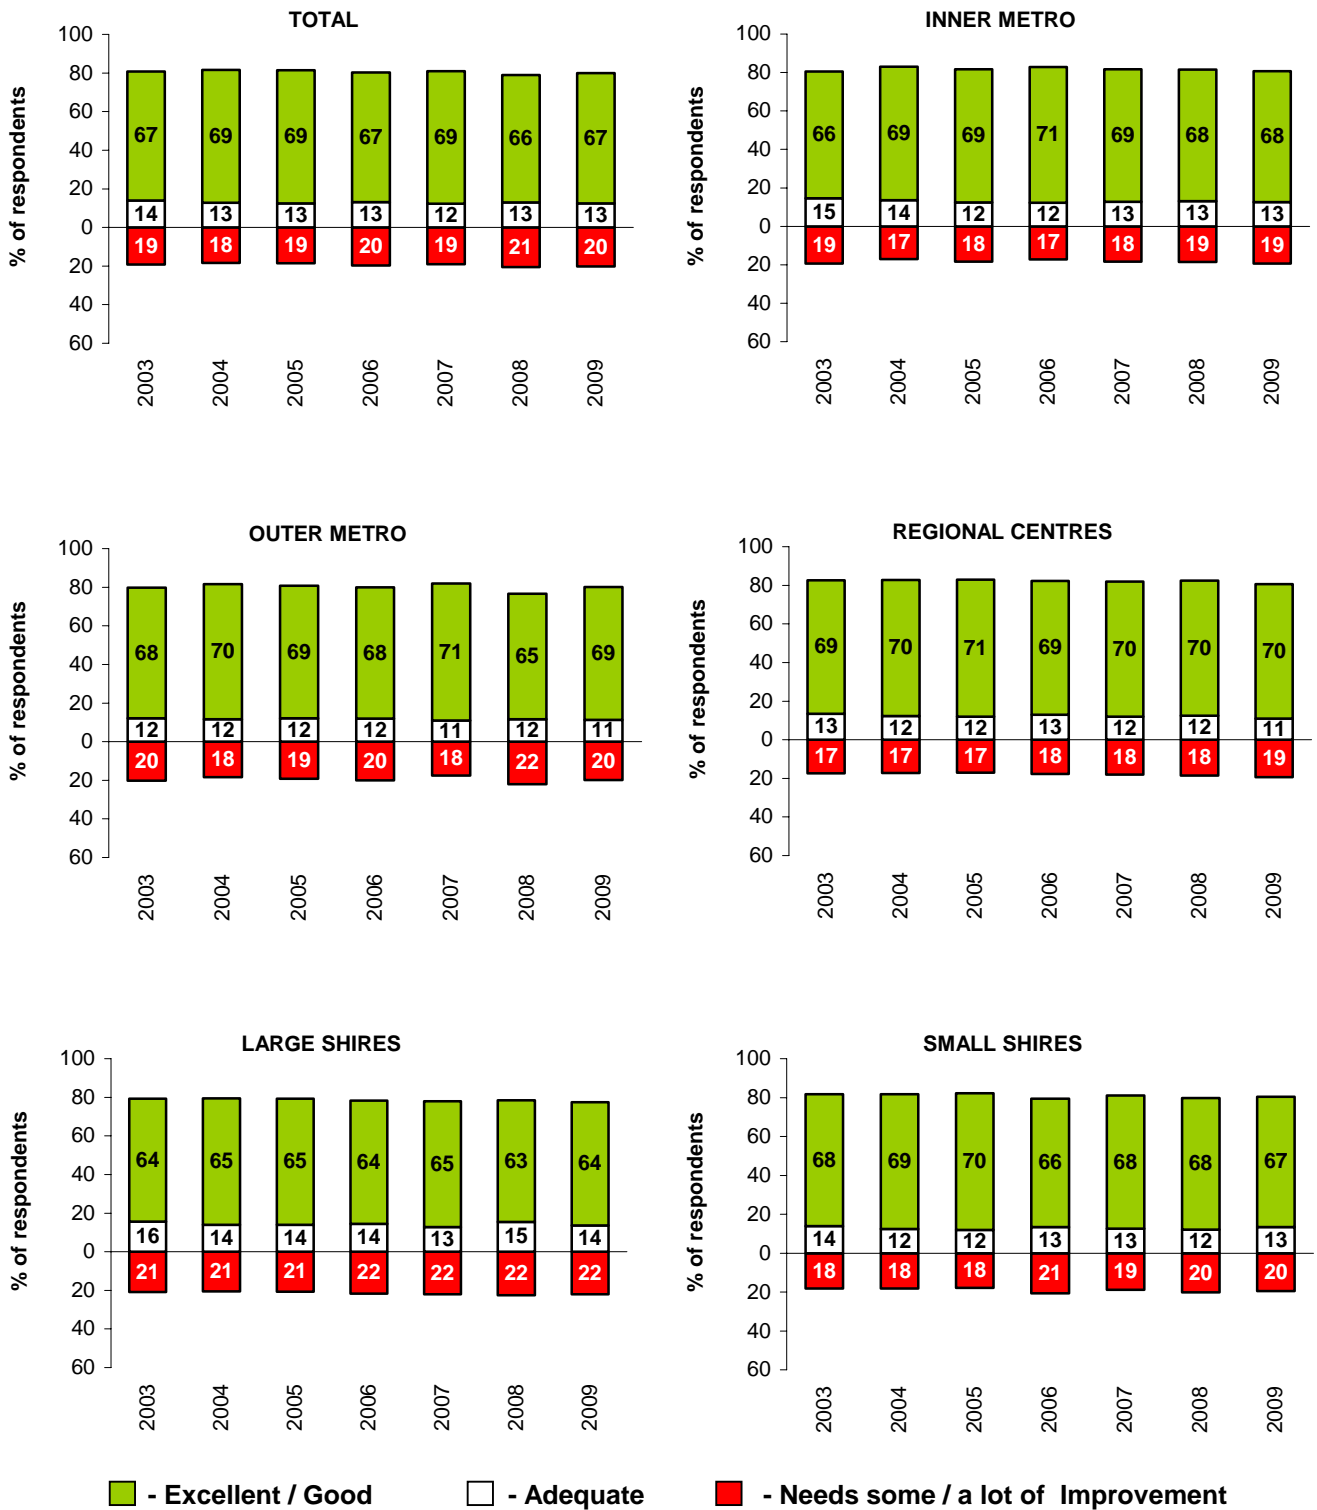 TOTAL
% of respondents
100
80
60
40
20
0
20
40
60
67 69 69 67 69 66 67
14 13 13 13 12 13 13
19 18 19 20 19 21 20
2003 2004 2005 2006 2007 2008 2009
INNER METRO
% of respondents
100
80
60
40
20
0
20
40
60
66 69 69 71 69 68 68
15 14 12 12 13 13 13
19 17 18 17 18 19 19
2003 2004 2005 2006 2007 2008 2009
OUTER METRO
% of respondents
100
80
60
40
20
0
20
40
60
68 70 69 68 71 65 69
12 12 12 12 11 12 11
20 18 19 20 18 22 20
2003 2004 2005 2006 2007 2008 2009
REGIONAL CENTRES
% of respondents
100
80
60
40
20
0
20
40
60
69 70 71 69 70 70 70
13 12 12 13 12 12 11
17 17 17 18 18 18 19
2003 2004 2005 2006 2007 2008 2009
LARGE SHIRES
% of respondents
100
80
60
40
20
0
20
40
60
64 65 65 64 65 63 64
16 14 14 14 13 15 14
21 21 21 22 22 22 22
2003 2004 2005 2006 2007 2008 2009
SMALL SHIRES
% of respondents
100
80
60
40
20
0
20
40
60
68 69 70 66 68 68 67
14 12 12 13 13 12 13
18 18 18 21 19 20 20
2003 2004 2005 2006 2007 2008 2009
- Excellent / Good - Adequate - Needs some / a lot of Improvement